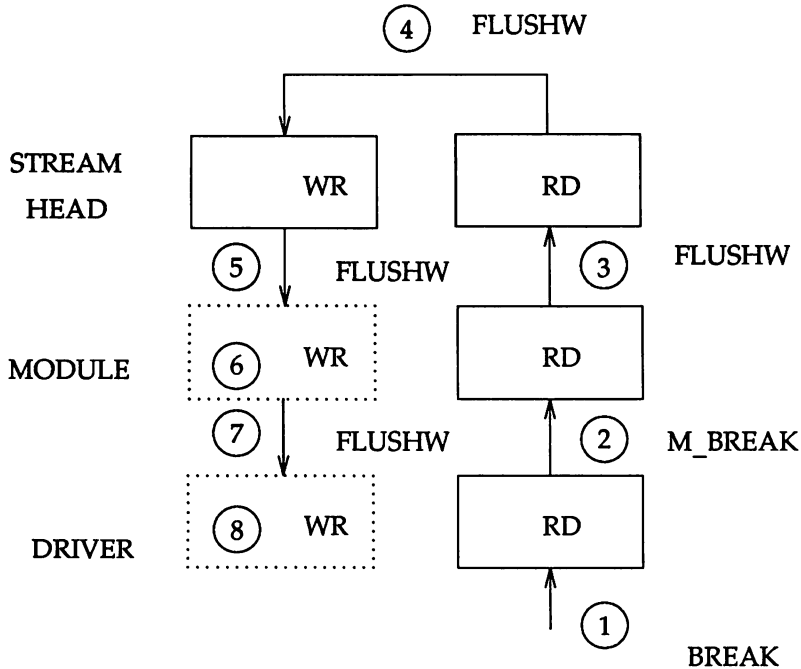 4 FLUSHW
STREAM
HEAD
WR
RD
5 FLUSHW
3 FLUSHW
MODULE
6 WR
RD
7 FLUSHW
2 M_BREAK
DRIVER
8 WR
RD
1
BREAK